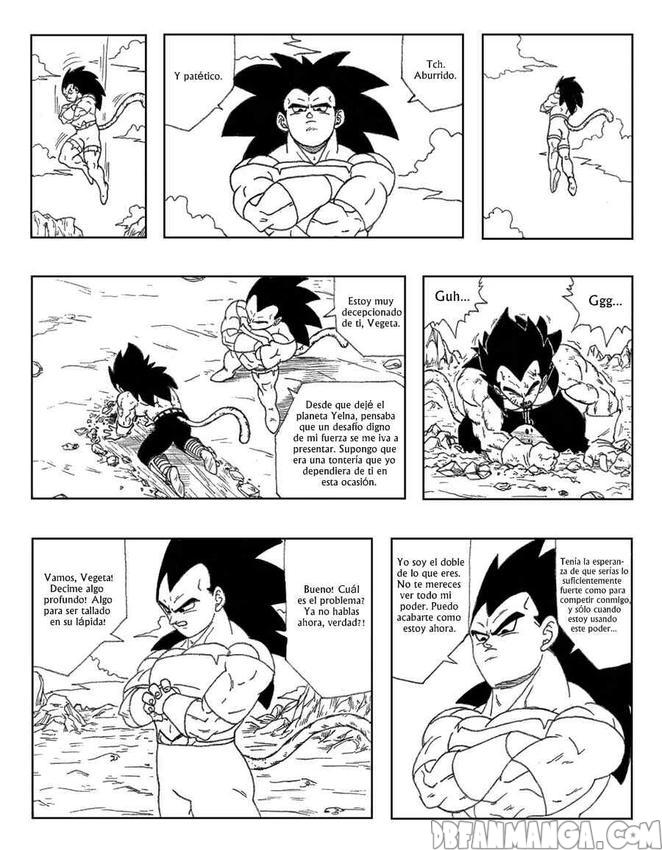 Tch.
Aburrido.
Y patético.
Ggg...
Guh...
Estoy muy
decepcionado
de ti, Vegeta.
Desde que dejé el
planeta Yelna, pensaba
que un desafío digno
de mi fuerza se me iva a
presentar. Supongo que
era una tontería que yo
dependiera de ti en
esta ocasión.
Tenía la esperan-
za de que serías lo
suficientemente
fuerte como para
competir conmigo,
y sólo cuando
estoy usando
este poder...
Yo soy el doble
de lo que eres.
No te mereces
ver todo mi
poder. Puedo
acabarte como
estoy ahora.
Bueno! Cuál
es el problema?
Ya no hablas
ahora, verdad?!
Vamos, Vegeta!
Decime algo
profundo! Algo
para ser tallado
en su lápida!
DBFANMANGA.COM